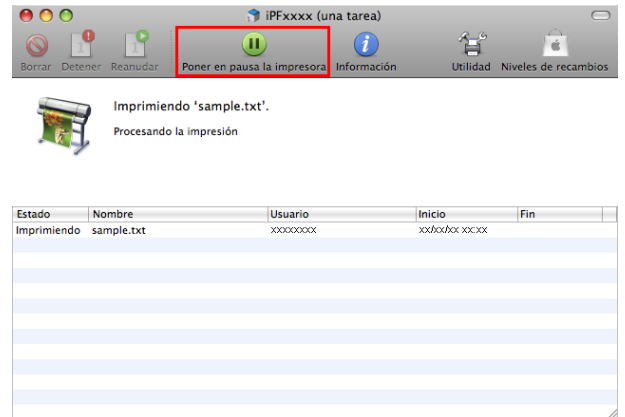 iPFxxxx (una tarea)
Borrar Detener Reanudar Poner en pausa la impresora Información Utilidad Niveles de recambios
Imprimiendo ‘sample.txt’.
Procesando la impresión
Estado Nombre Usuario Inicio Fin
Imprimiendo sample.txt xxxxxxxx xx/xx/xx xx:xx